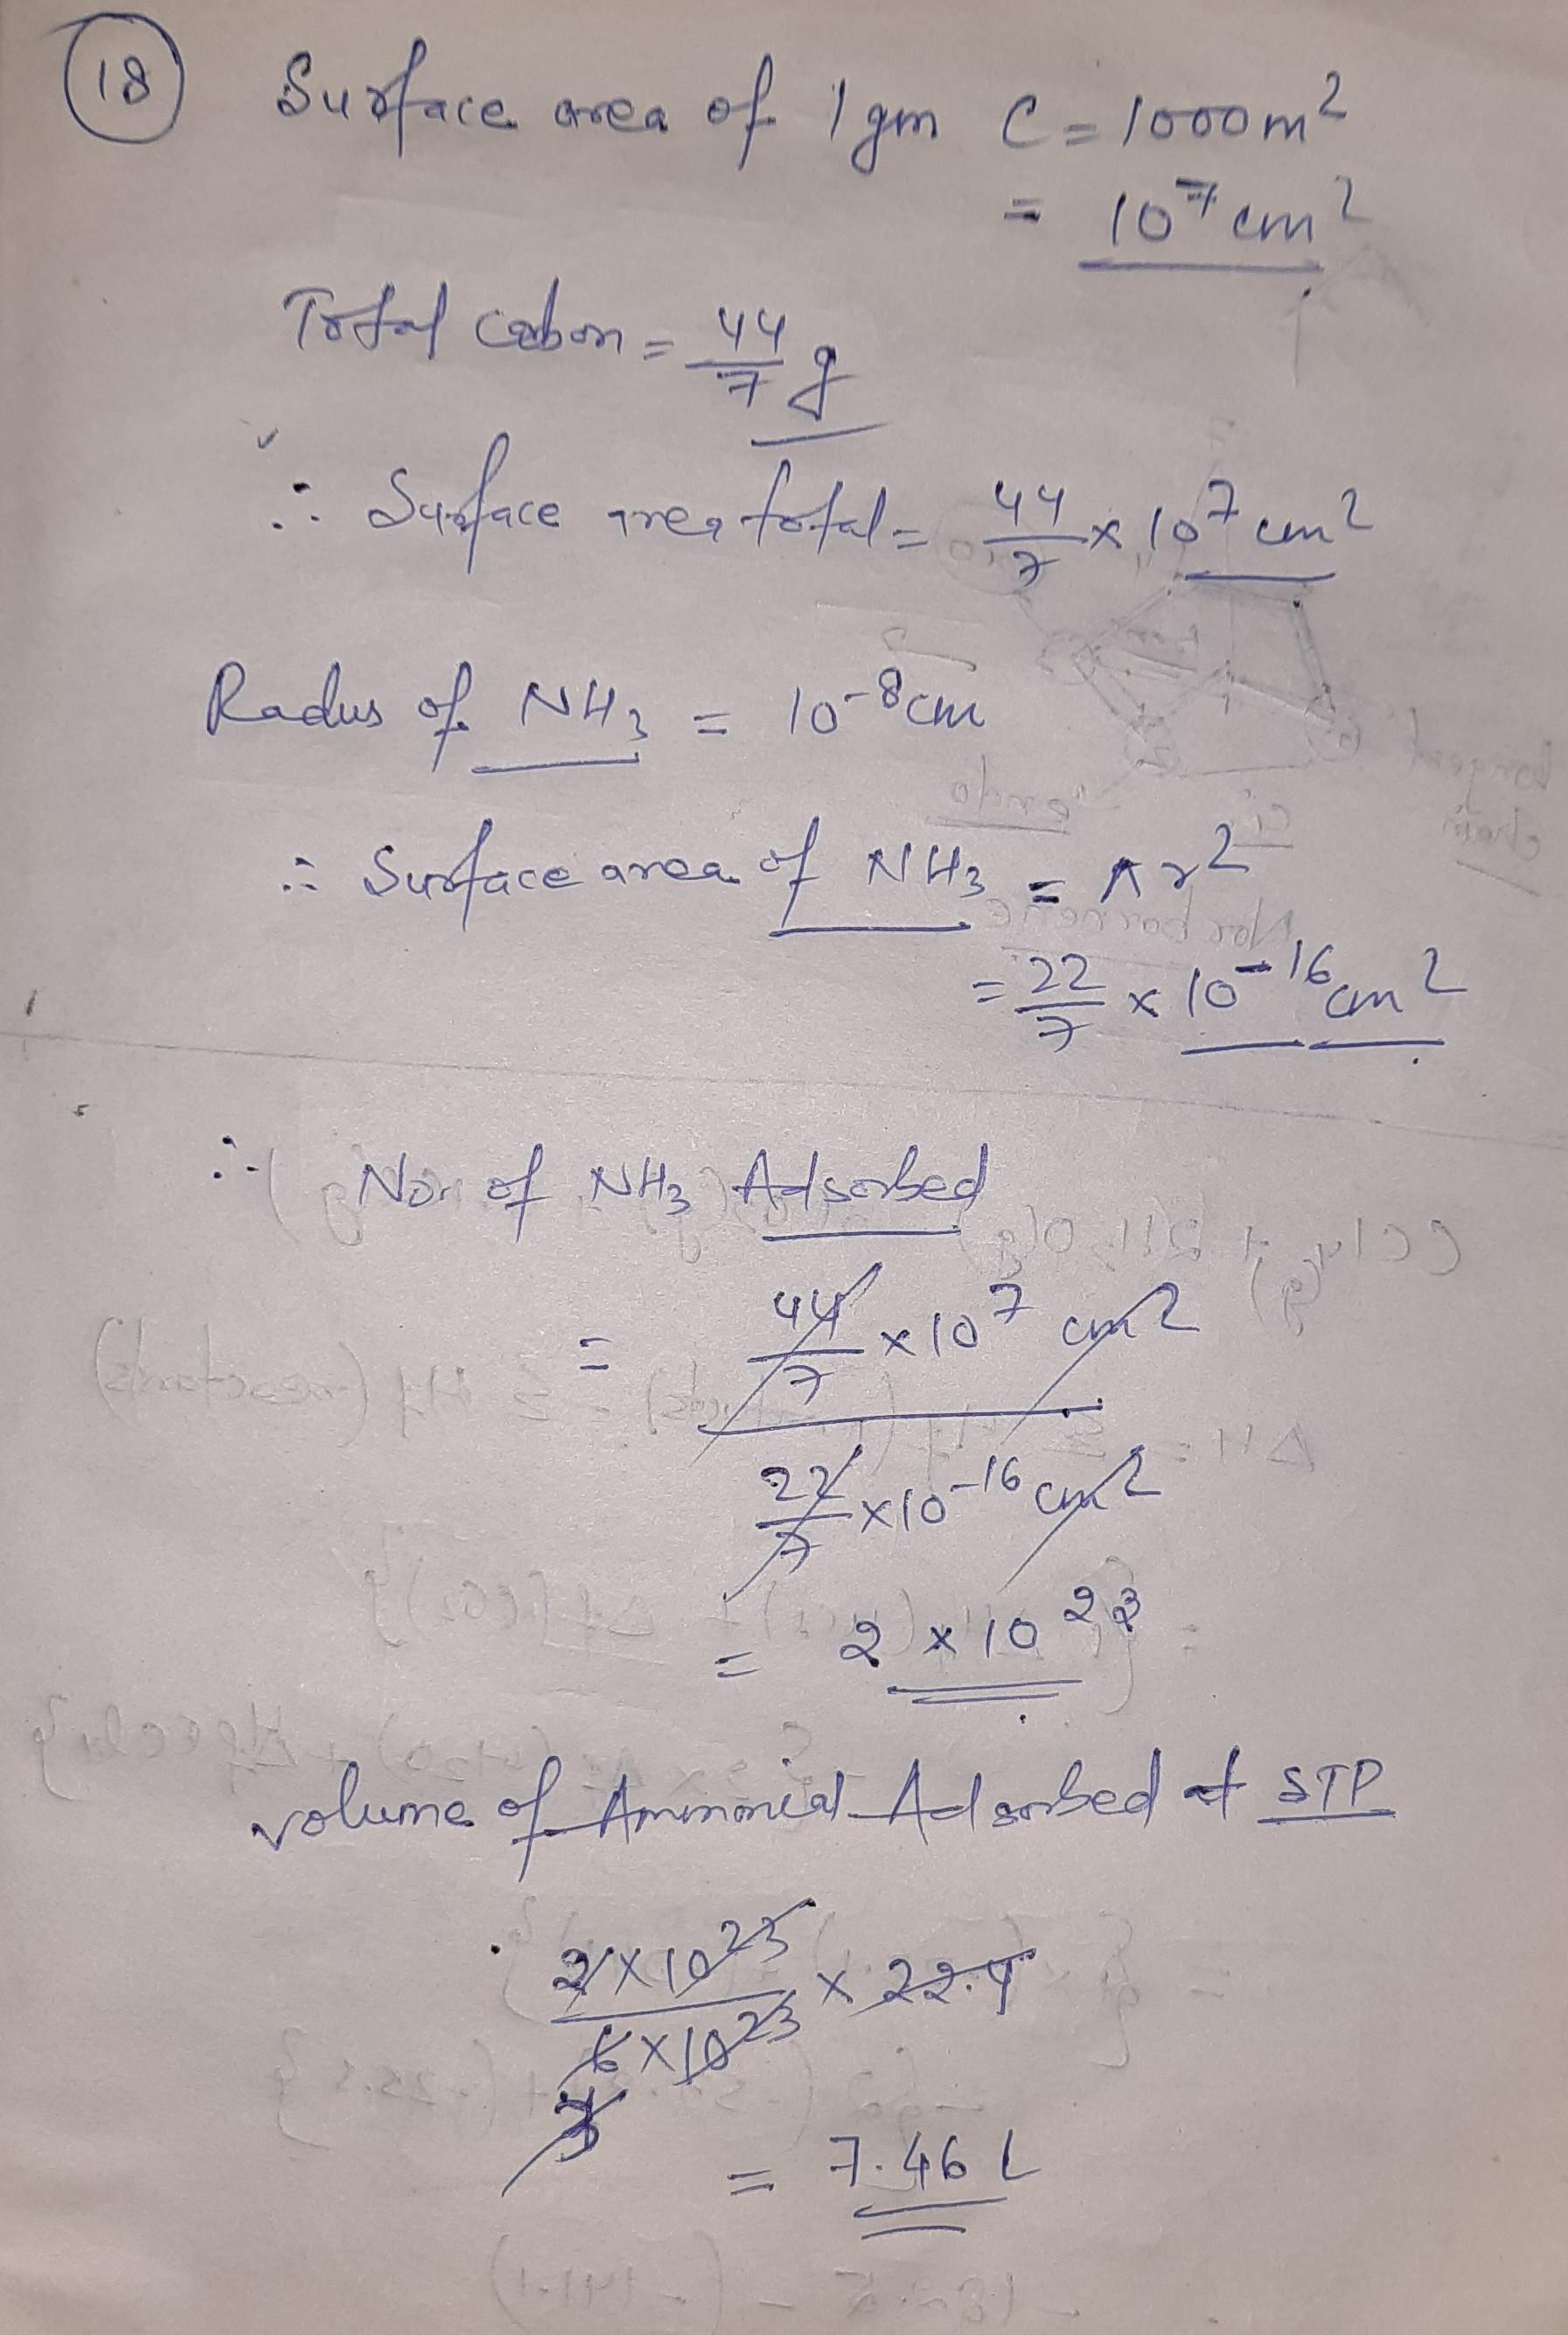 18 Surface area of 1 gm C = 1000 m²
= 10⁷ cm²
Total cabon = 44/7 g
∴ Surface area total = 44/7 × 10⁷ cm²
Radus of NH₃ = 10⁻⁸ cm
∴ Surface area of NH₃ = πr²
= 22/7 × 10⁻¹⁶ cm²
∴ No. of NH₃ Adsorbed
= 44/7 × 10⁷ cm²
22/7 × 10⁻¹⁶ cm²
= 2 × 10²³
volume of Ammonia Adsorbed at STP
2 × 10²³ / 6 × 10²³ × 22.4
3
= 7.46 L